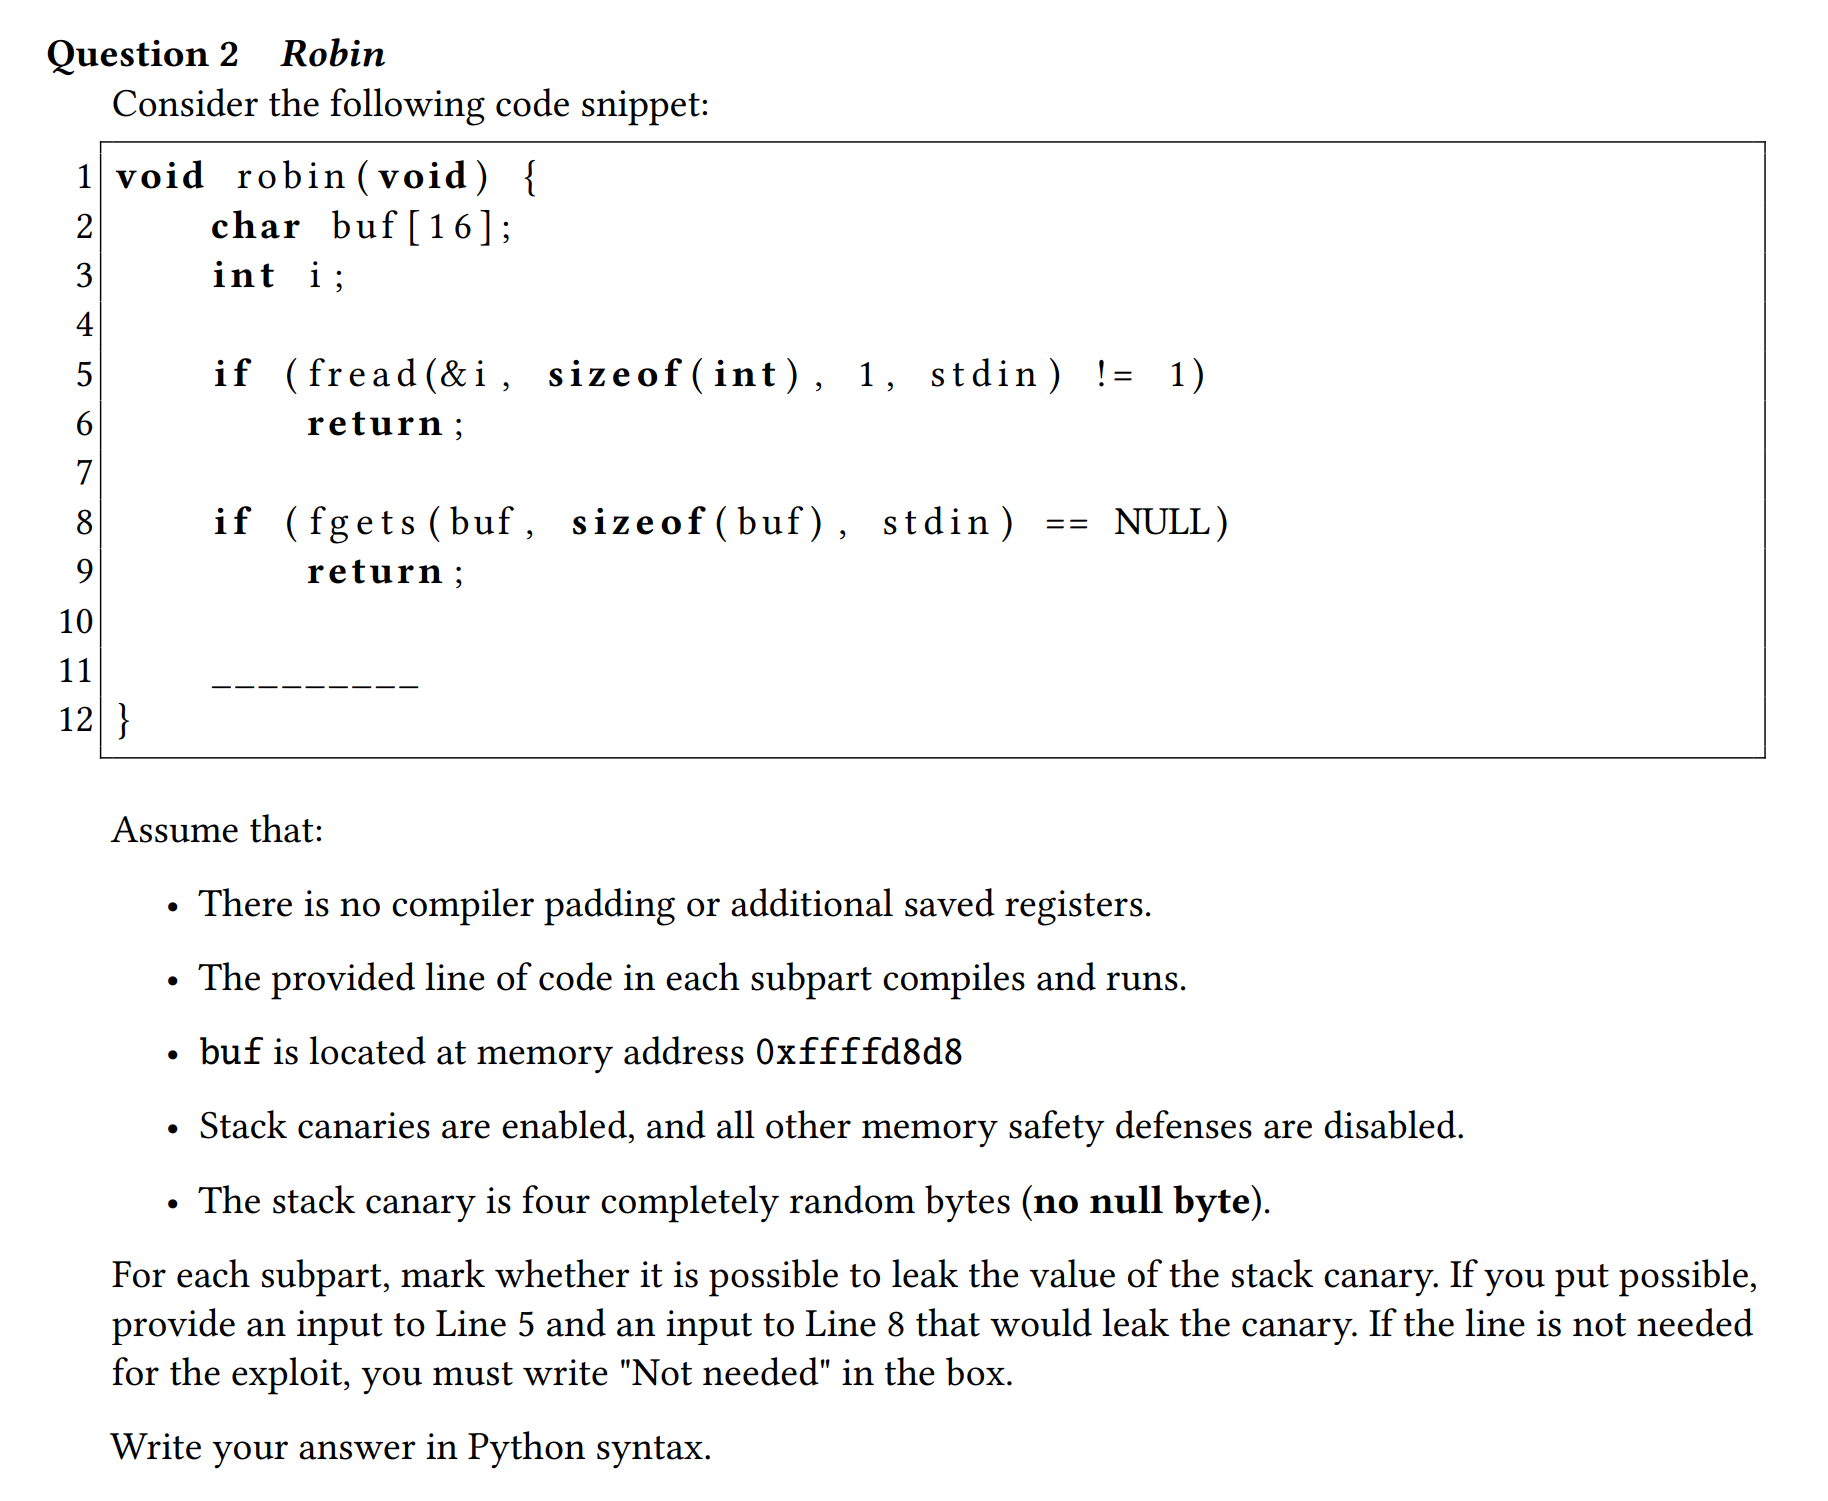 Question 2 Robin
Consider the following code snippet:
1 void robin(void) {
2     char buf[16];
3     int i;
4
5     if (fread(&i, sizeof(int), 1, stdin) != 1)
6         return;
7
8     if (fgets(buf, sizeof(buf), stdin) == NULL)
9         return;
10
11     _________
12 }
Assume that:
• There is no compiler padding or additional saved registers.
• The provided line of code in each subpart compiles and runs.
• buf is located at memory address 0xffffd8d8
• Stack canaries are enabled, and all other memory safety defenses are disabled.
• The stack canary is four completely random bytes (no null byte).
For each subpart, mark whether it is possible to leak the value of the stack canary. If you put possible,
provide an input to Line 5 and an input to Line 8 that would leak the canary. If the line is not needed
for the exploit, you must write "Not needed" in the box.
Write your answer in Python syntax.